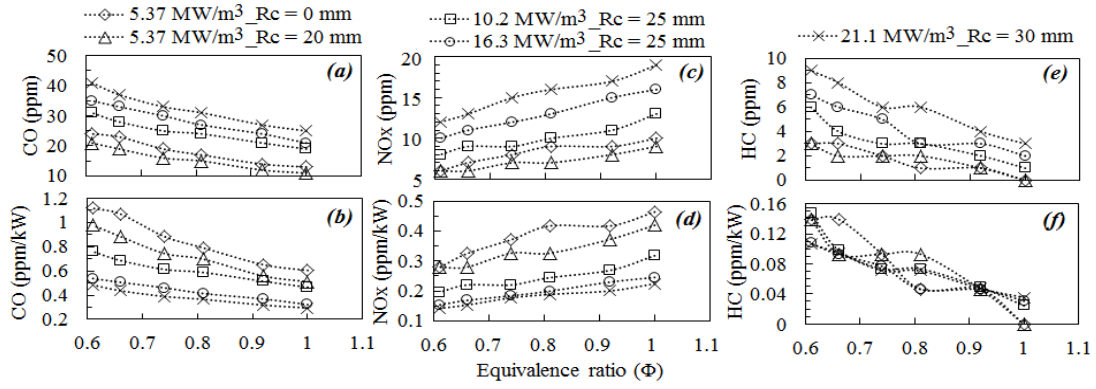 5.37 MW/m³_Rc = 0 mm
5.37 MW/m³_Rc = 20 mm
10.2 MW/m³_Rc = 25 mm
16.3 MW/m³_Rc = 25 mm
21.1 MW/m³_Rc = 30 mm
CO (ppm)
50
40
30
20
10
(a)
NOx (ppm)
20
15
10
5
(c)
HC (ppm)
10
8
6
4
2
0
(e)
CO (ppm/kW)
1.2
1
0.8
0.6
0.4
0.2
(b)
NOx (ppm/kW)
0.5
0.4
0.3
0.2
0.1
(d)
HC (ppm/kW)
0.16
0.12
0.08
0.04
0
(f)
0.6 0.7 0.8 0.9 1 1.1
0.6 0.7 0.8 0.9 1 1.1
0.6 0.7 0.8 0.9 1 1.1
Equivalence ratio (Φ)